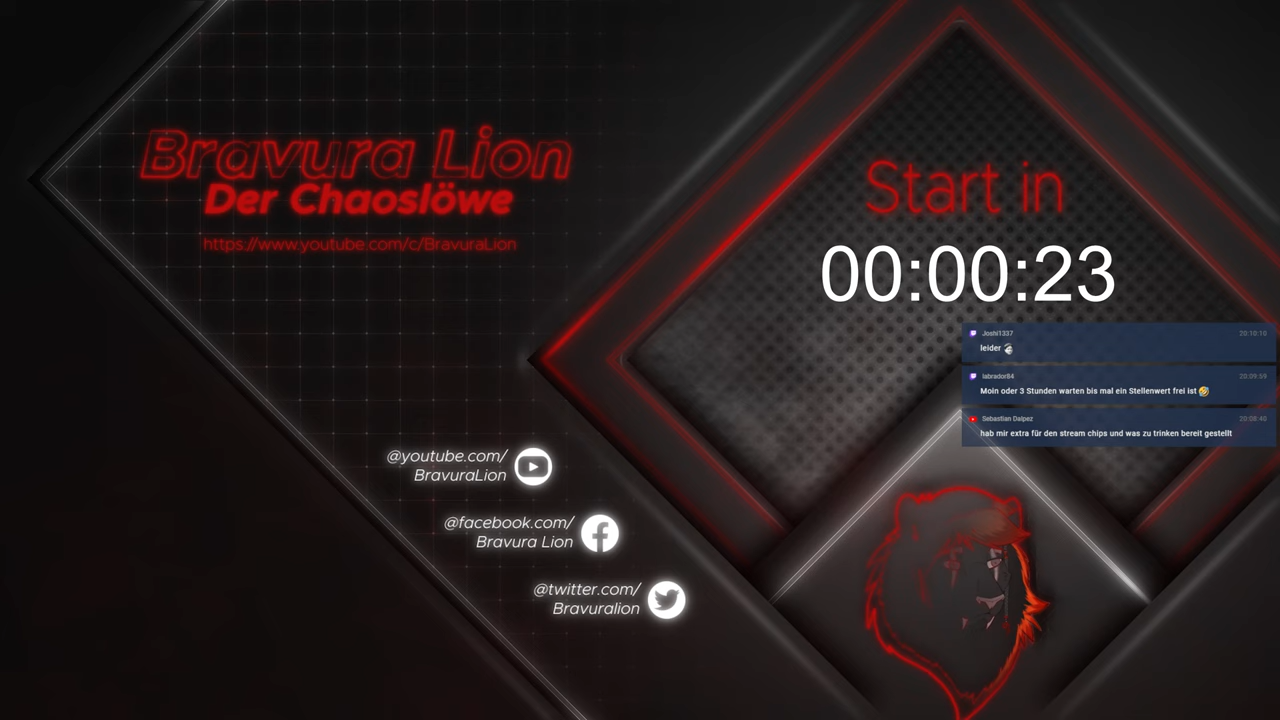 Bravura Lion
Der Chaoslöwe
https://www.youtube.com/c/BravuraLion
Start in
00:00:23
Joshi1337 20:10:10
leider
labrador84 20:09:59
Moin oder 3 Stunden warten bis mal ein Stellenwert frei ist 🤣
Sebastian Dalpez 20:08:40
hab mir extra für den stream chips und was zu trinken bereit gestellt
@youtube.com/
BravuraLion
@facebook.com/
Bravura Lion
@twitter.com/
Bravuralion